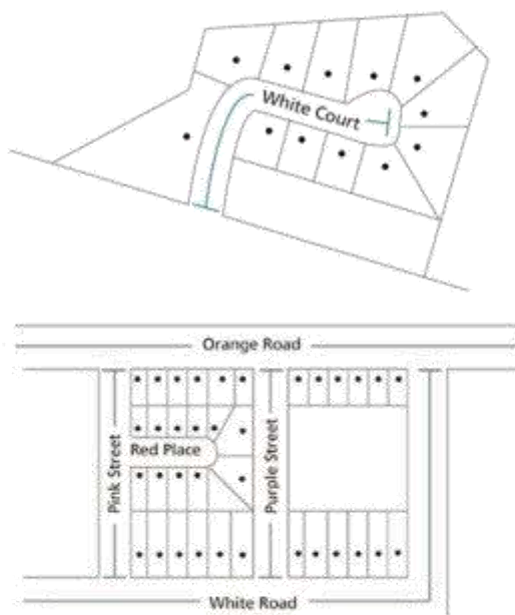 White Court
Orange Road
Pink Street
Red Place
Purple Street
White Road